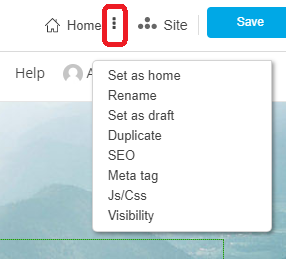 Home Site Save
Help A
Set as home
Rename
Set as draft
Duplicate
SEO
Meta tag
Js/Css
Visibility